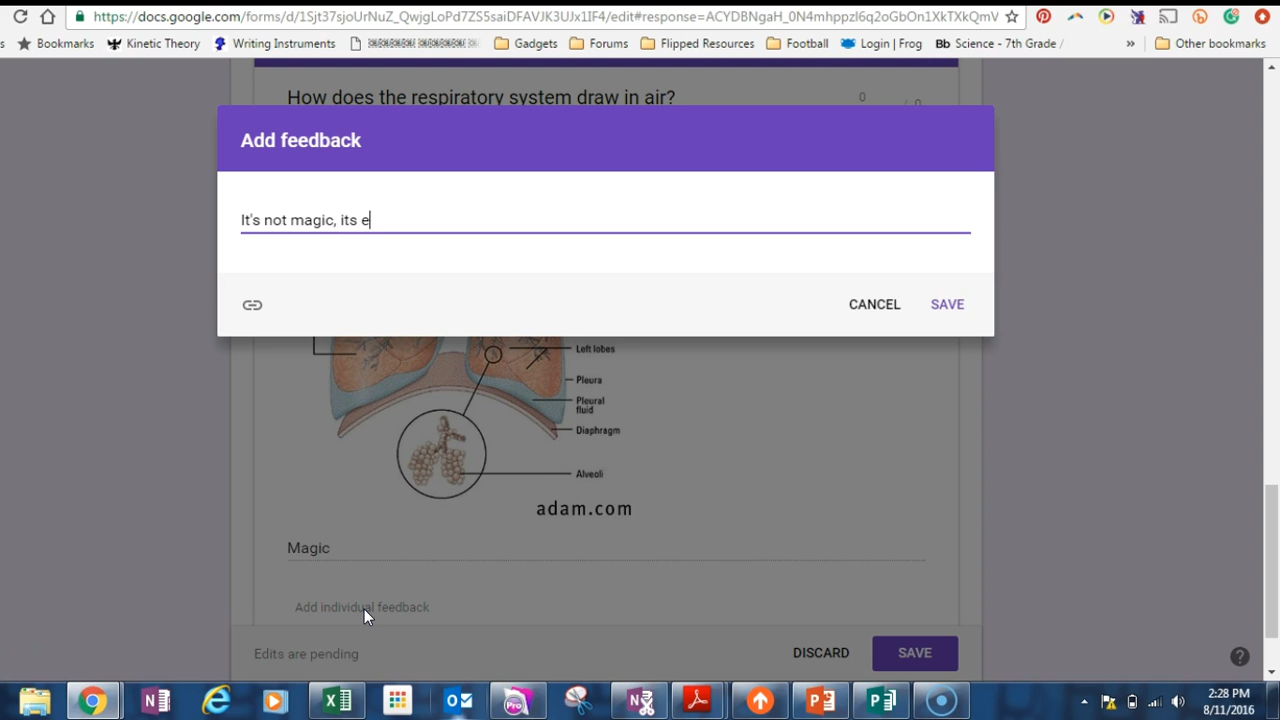 https://docs.google.com/forms/d/1Sjt37sjoUrNuZ_QwjgLoPd7ZS5saiDFAVJK3UJx1IF4/edit#response=ACYDBNgaH_0N4mhppzl6q2oGbOn1XkTXkQmV
s Bookmarks Kinetic Theory Writing Instruments Gadgets Forums Flipped Resources Football Login | Frog Bb Science - 7th Grade / » Other bookmarks
How does the respiratory system draw in air? 0 / 0
Add feedback
It's not magic, its e
CANCEL SAVE
Left lobes
Pleura
Pleural
fluid
Diaphragm
Alveoli
adam.com
Magic
Add individual feedback
Edits are pending DISCARD SAVE
2:28 PM
8/11/2016